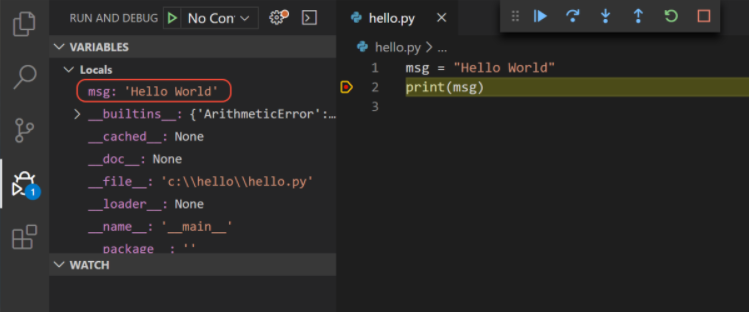 RUN AND DEBUG No Con
VARIABLES
Locals
msg: 'Hello World'
__builtins__: {'ArithmeticError':...
__cached__: None
__doc__: None
__file__: 'c:\\hello\\hello.py'
__loader__: None
__name__: '__main__'
package : ''
WATCH
1
hello.py
hello.py > ...
1 msg = "Hello World"
2 print(msg)
3